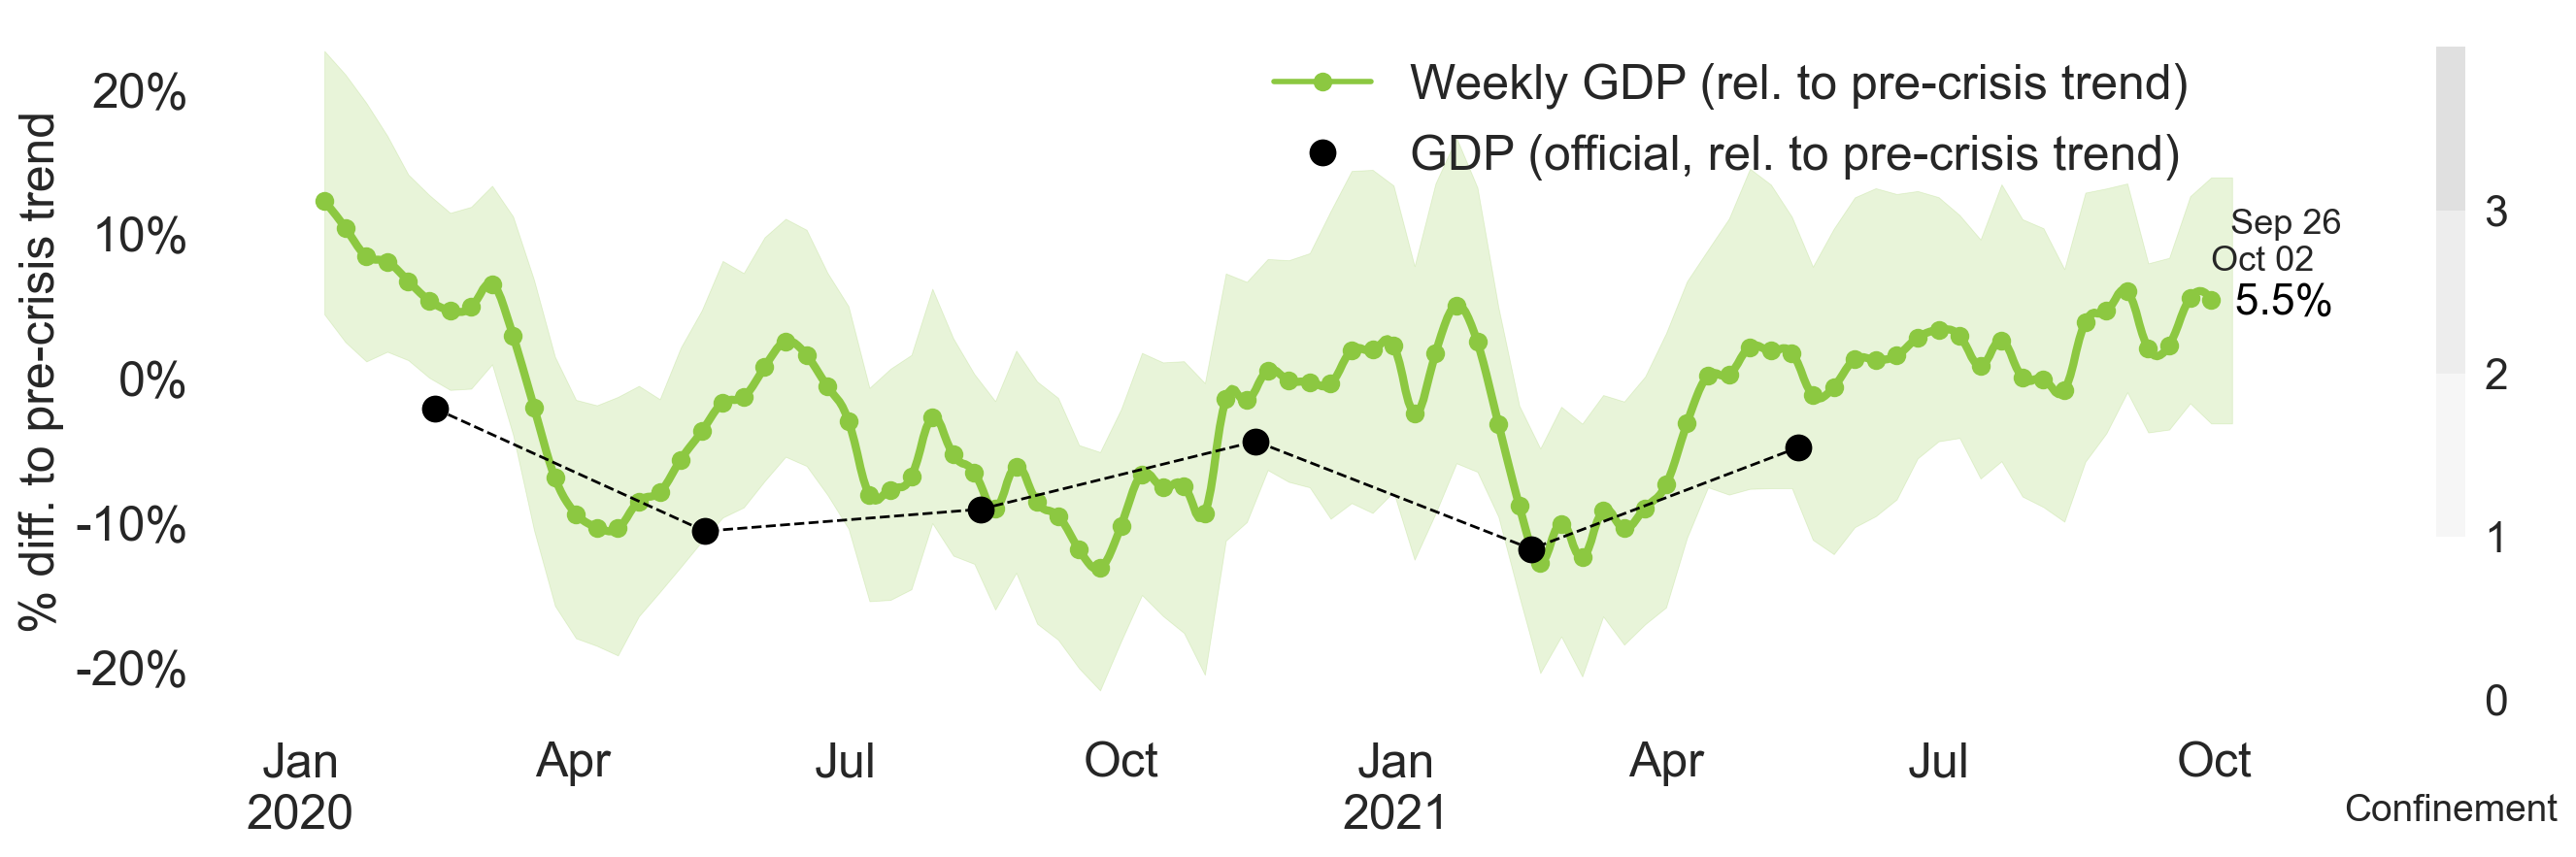 % diff. to pre-crisis trend
20%
10%
0%
-10%
-20%
Weekly GDP (rel. to pre-crisis trend)
GDP (official, rel. to pre-crisis trend)
Sep 26
Oct 02
5.5%
3
2
1
0
Jan
2020
Apr
Jul
Oct
Jan
2021
Apr
Jul
Oct
Confinement